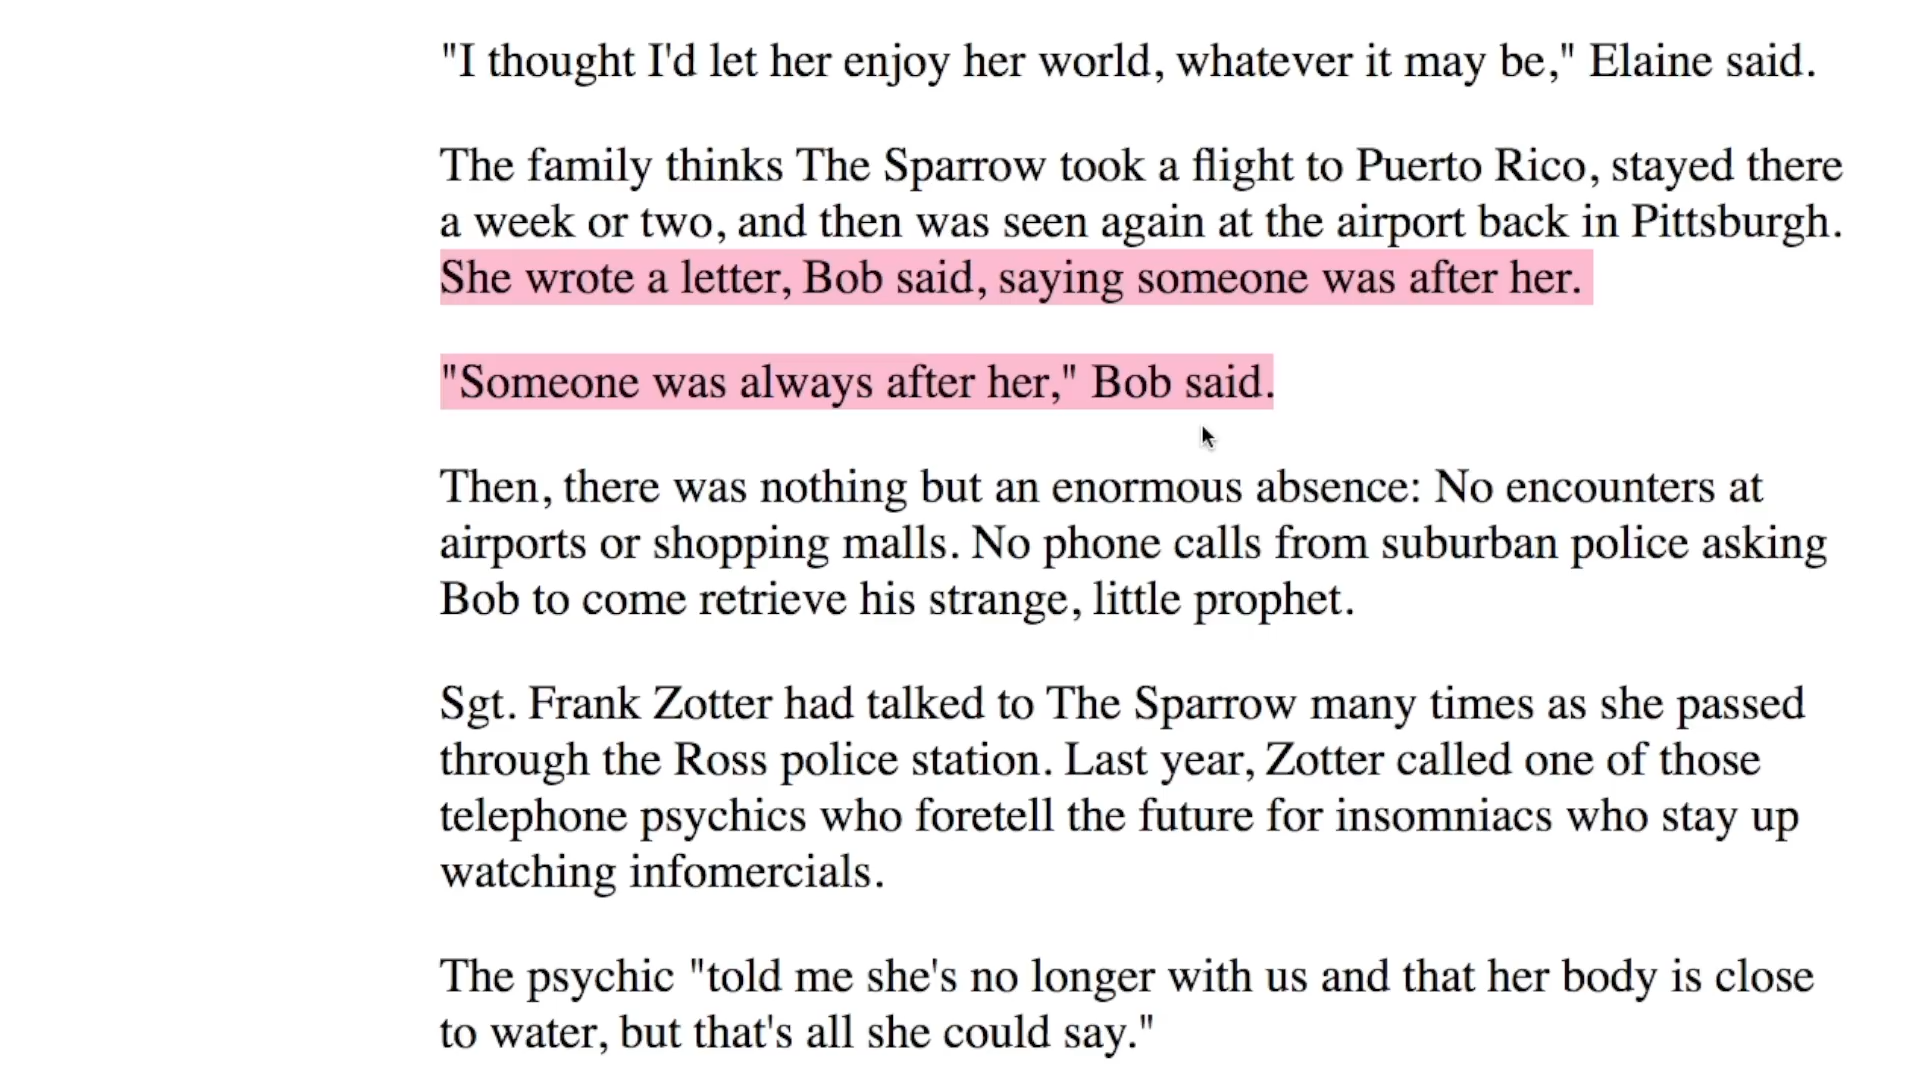 "I thought I'd let her enjoy her world, whatever it may be," Elaine said.
The family thinks The Sparrow took a flight to Puerto Rico, stayed there
a week or two, and then was seen again at the airport back in Pittsburgh.
She wrote a letter, Bob said, saying someone was after her.
"Someone was always after her," Bob said.
Then, there was nothing but an enormous absence: No encounters at
airports or shopping malls. No phone calls from suburban police asking
Bob to come retrieve his strange, little prophet.
Sgt. Frank Zotter had talked to The Sparrow many times as she passed
through the Ross police station. Last year, Zotter called one of those
telephone psychics who foretell the future for insomniacs who stay up
watching infomercials.
The psychic "told me she's no longer with us and that her body is close
to water, but that's all she could say."